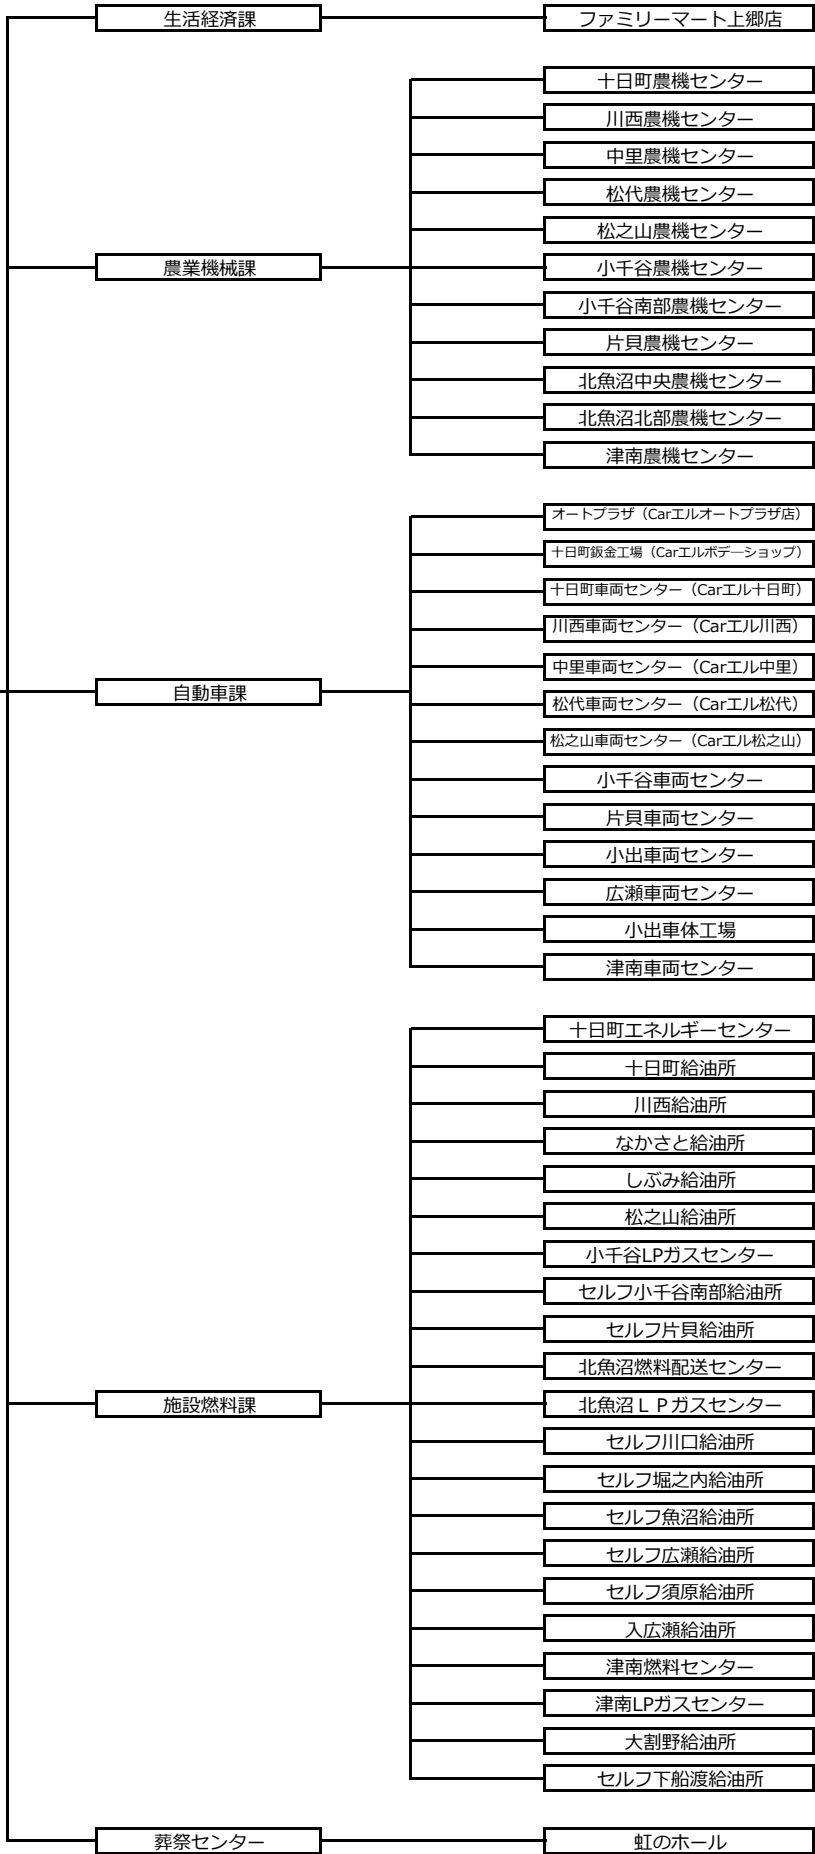 生活経済課
ファミリーマート上郷店
農業機械課
十日町農機センター
川西農機センター
中里農機センター
松代農機センター
松之山農機センター
小千谷農機センター
小千谷南部農機センター
片貝農機センター
北魚沼中央農機センター
北魚沼北部農機センター
津南農機センター
自動車課
オートプラザ（Carエルオートプラザ店）
十日町鈑金工場（Carエルボデーショップ）
十日町車両センター（Carエル十日町）
川西車両センター（Carエル川西）
中里車両センター（Carエル中里）
松代車両センター（Carエル松代）
松之山車両センター（Carエル松之山）
小千谷車両センター
片貝車両センター
小出車両センター
広瀬車両センター
小出車体工場
津南車両センター
施設燃料課
十日町エネルギーセンター
十日町給油所
川西給油所
なかさと給油所
しぶみ給油所
松之山給油所
小千谷LPガスセンター
セルフ小千谷南部給油所
セルフ片貝給油所
北魚沼燃料配送センター
北魚沼ＬＰガスセンター
セルフ川口給油所
セルフ堀之内給油所
セルフ魚沼給油所
セルフ広瀬給油所
セルフ須原給油所
入広瀬給油所
津南燃料センター
津南LPガスセンター
大割野給油所
セルフ下船渡給油所
葬祭センター
虹のホール